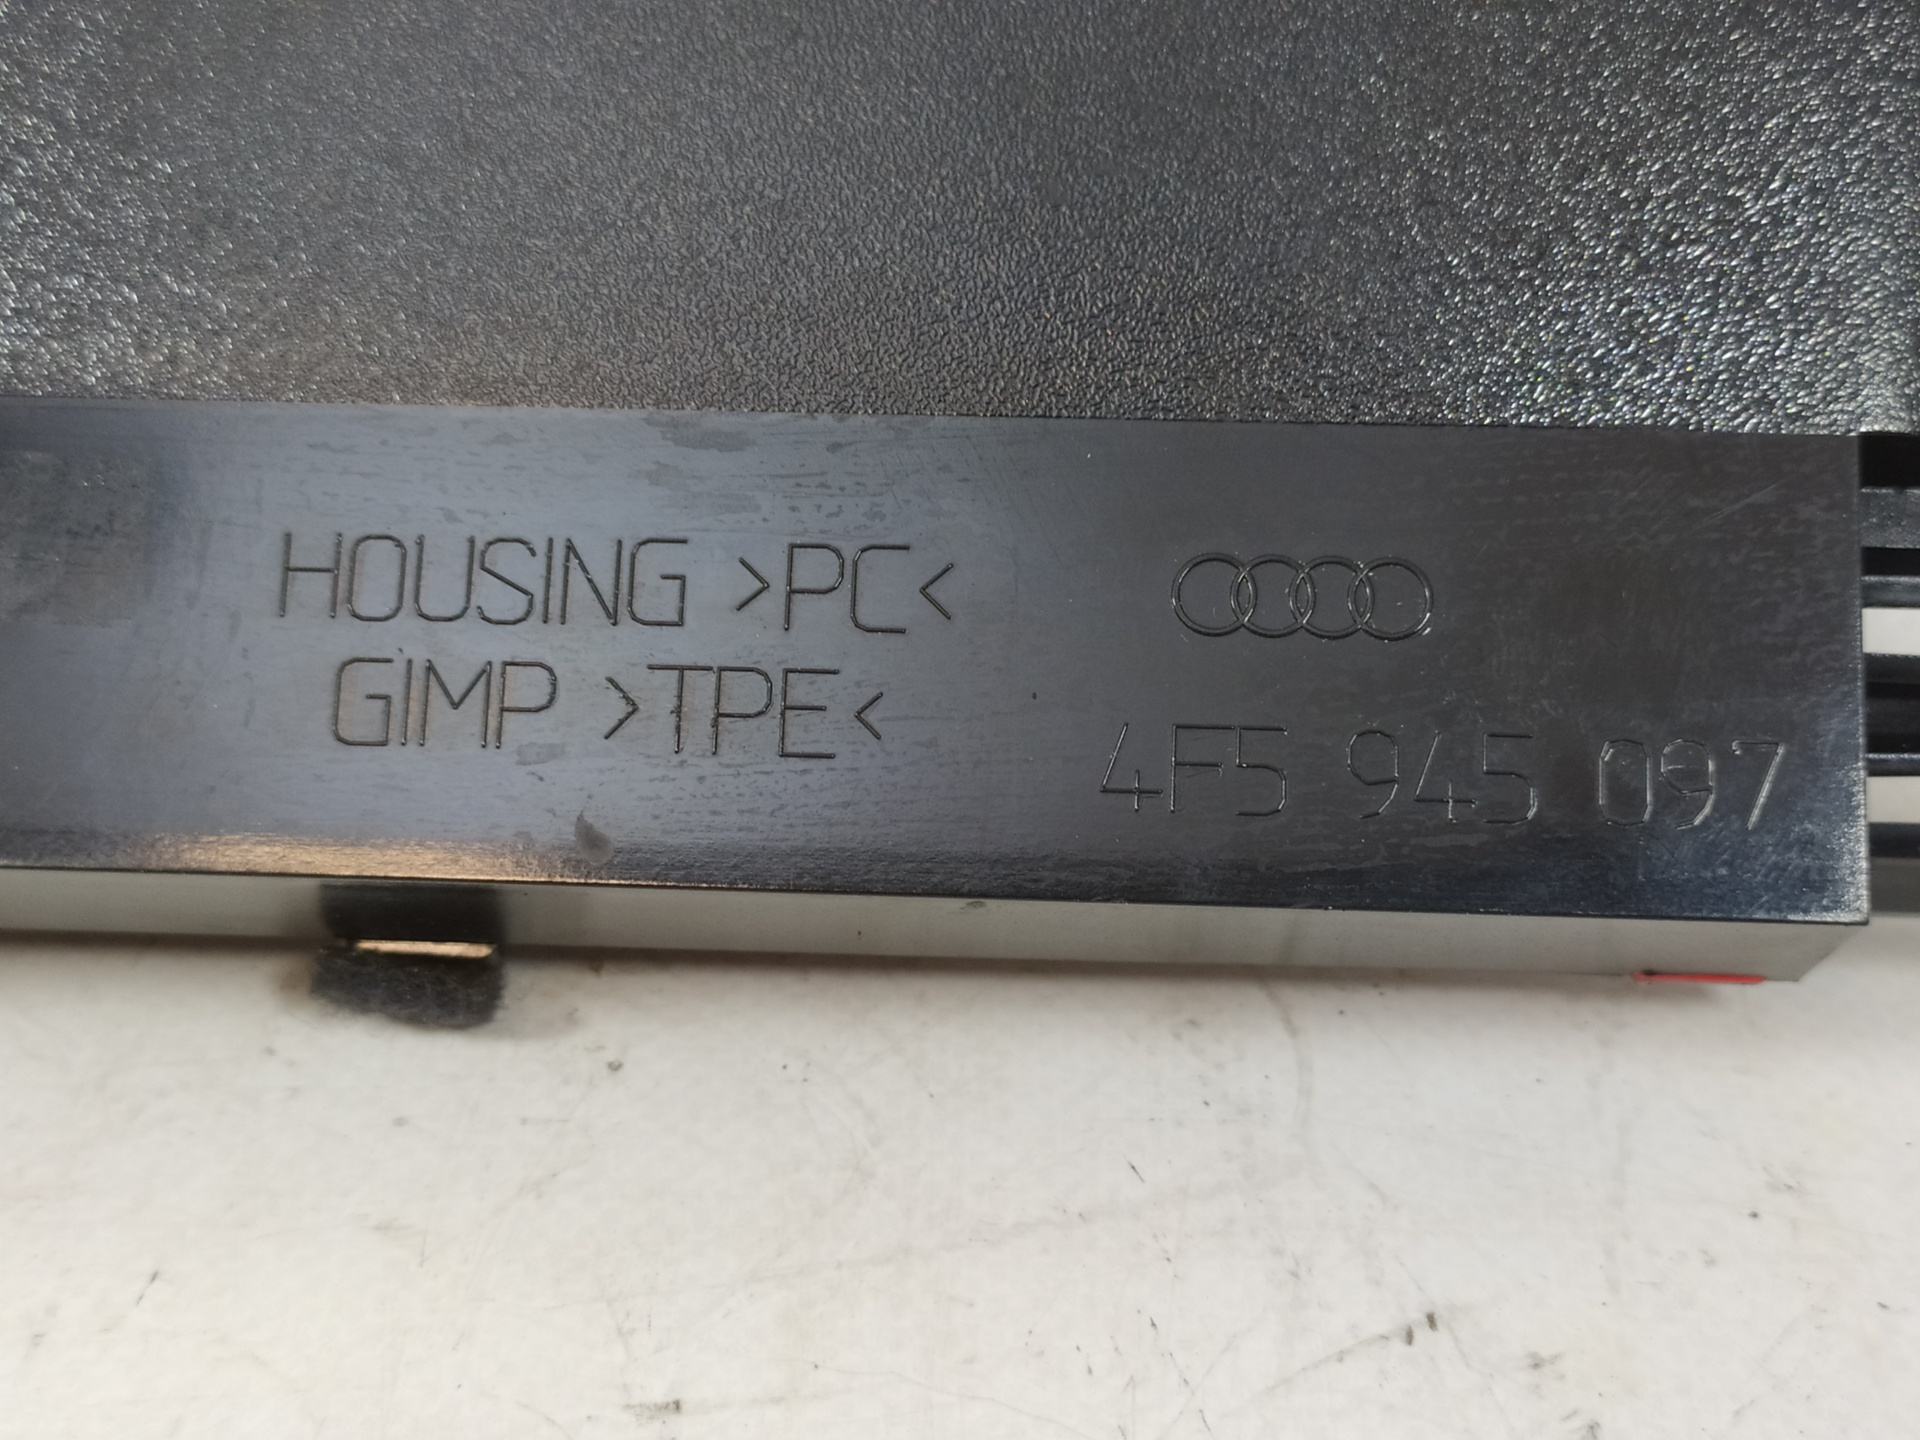 HOUSING >PC<
GIMP >TPE<
4F5 945 097